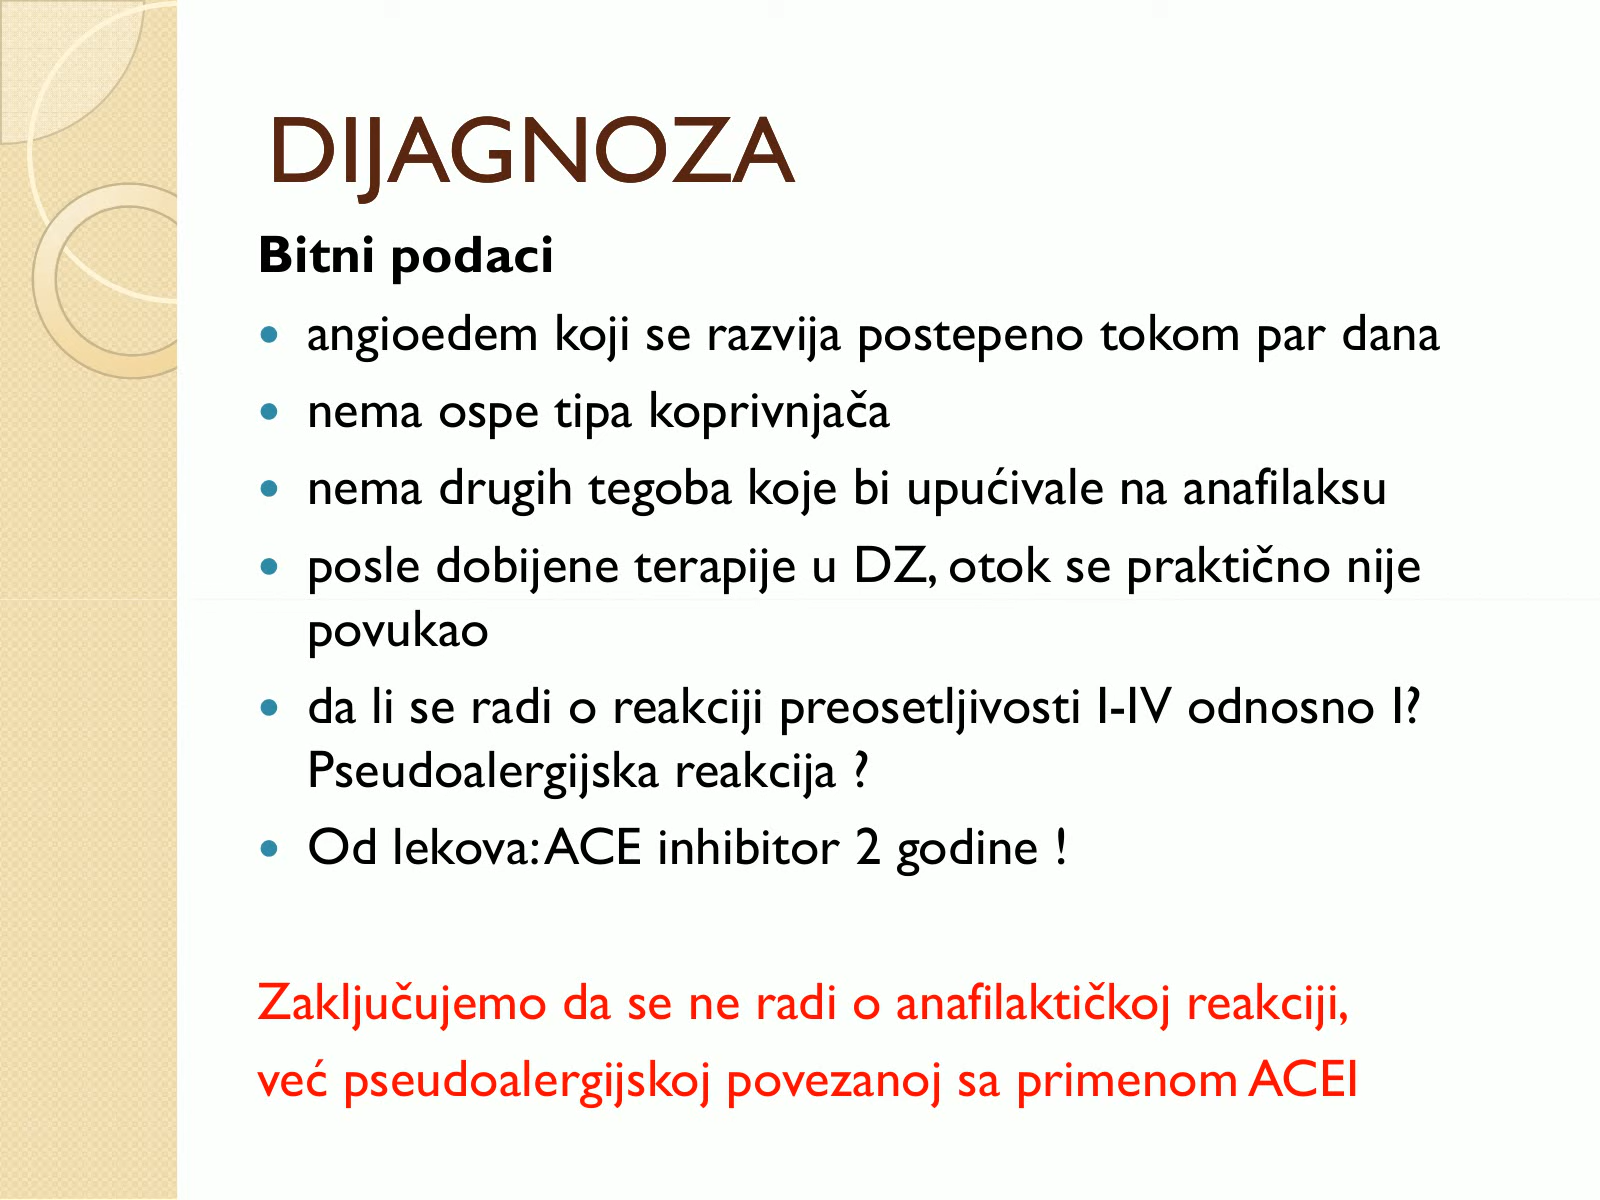 DIJAGNOZA
Bitni podaci
• angioedem koji se razvija postepeno tokom par dana
• nema ospe tipa koprivnjača
• nema drugih tegoba koje bi upućivale na anafilaksu
• posle dobijene terapije u DZ, otok se praktično nije
povukao
• da li se radi o reakciji preosetljivosti I-IV odnosno I?
Pseudoalergijska reakcija ?
• Od lekova: ACE inhibitor 2 godine !
Zaključujemo da se ne radi o anafilaktičkoj reakciji,
već pseudoalergijskoj povezanoj sa primenom ACEI